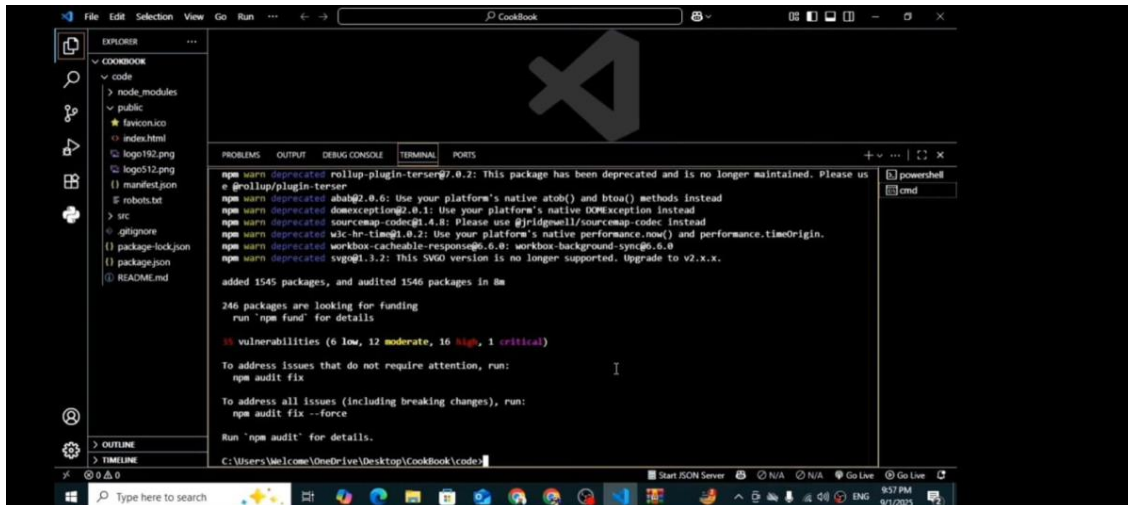 File Edit Selection View Go Run ··· CookBook
EXPLORER ···
COOKBOOK
code
node_modules
public
favicon.ico
index.html
logo192.png
logo512.png
manifest.json
robots.txt
src
.gitignore
package-lock.json
package.json
README.md
OUTLINE
TIMELINE
PROBLEMS OUTPUT DEBUG CONSOLE TERMINAL PORTS
powershell
cmd
npm warn deprecated rollup-plugin-terser@7.0.2: This package has been deprecated and is no longer maintained. Please us
e @rollup/plugin-terser
npm warn deprecated abab@2.0.6: Use your platform's native atob() and btoa() methods instead
npm warn deprecated domexception@2.0.1: Use your platform's native DOMException instead
npm warn deprecated sourcemap-codec@1.4.8: Please use @jridgewell/sourcemap-codec instead
npm warn deprecated w3c-hr-time@1.0.2: Use your platform's native performance.now() and performance.timeOrigin.
npm warn deprecated workbox-cacheable-response@6.6.0: workbox-background-sync@6.6.0
npm warn deprecated svgo@1.3.2: This SVGO version is no longer supported. Upgrade to v2.x.x.
added 1545 packages, and audited 1546 packages in 8m
246 packages are looking for funding
run `npm fund` for details
35 vulnerabilities (6 low, 12 moderate, 16 high, 1 critical)
To address issues that do not require attention, run:
npm audit fix
To address all issues (including breaking changes), run:
npm audit fix --force
Run `npm audit` for details.
C:\Users\Welcome\OneDrive\Desktop\CookBook\code>
0 0 Start JSON Server N/A N/A Go Live Go Live
Type here to search ENG 9:57 PM
9/1/2025